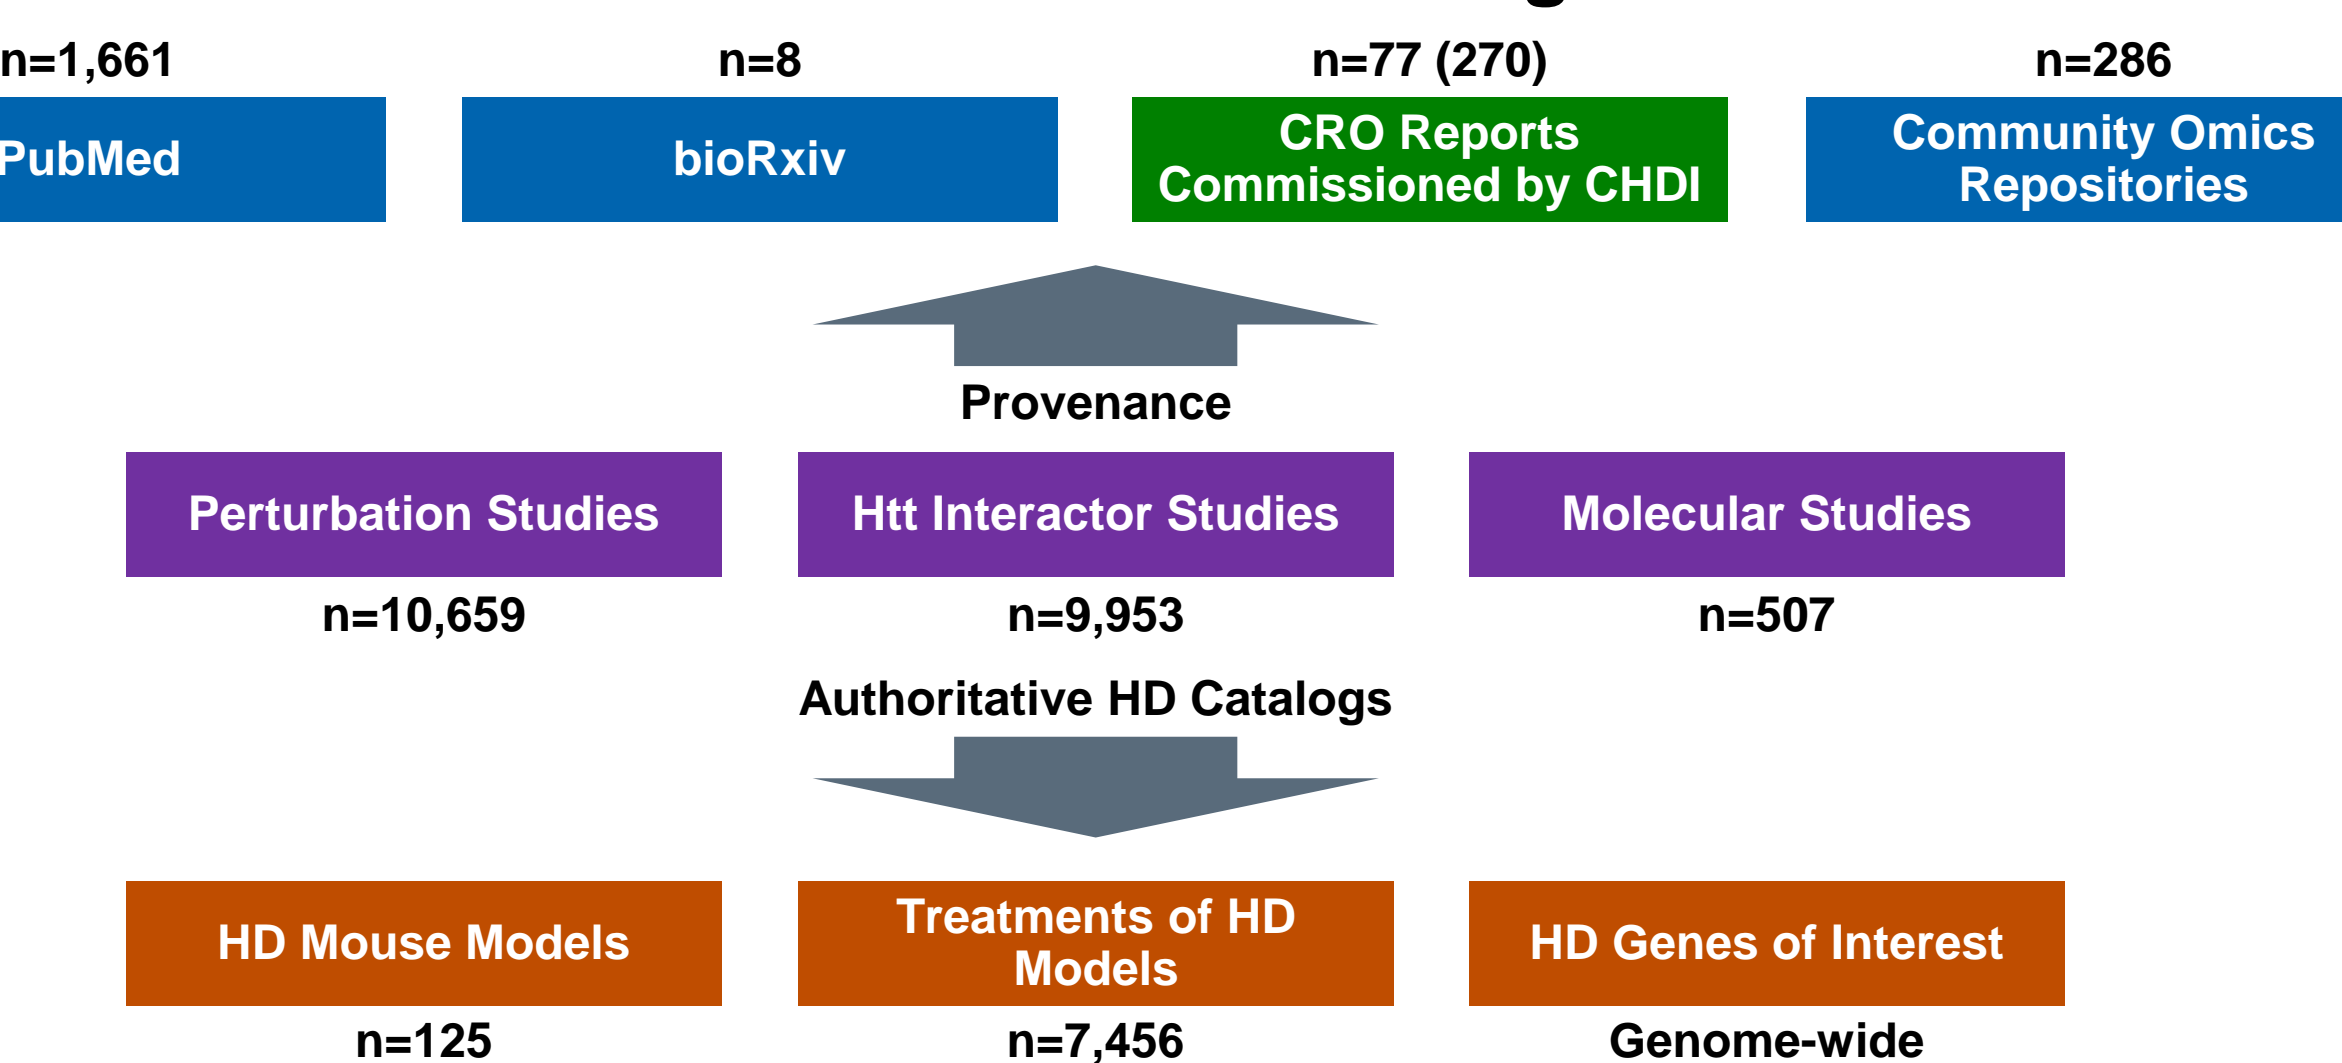 n=1,661
n=8
n=77 (270)
n=286
PubMed
bioRxiv
CRO Reports
Commissioned by CHDI
Community Omics
Repositories
Provenance
Perturbation Studies
Htt Interactor Studies
Molecular Studies
n=10,659
n=9,953
n=507
Authoritative HD Catalogs
HD Mouse Models
Treatments of HD
Models
HD Genes of Interest
n=125
n=7,456
Genome-wide